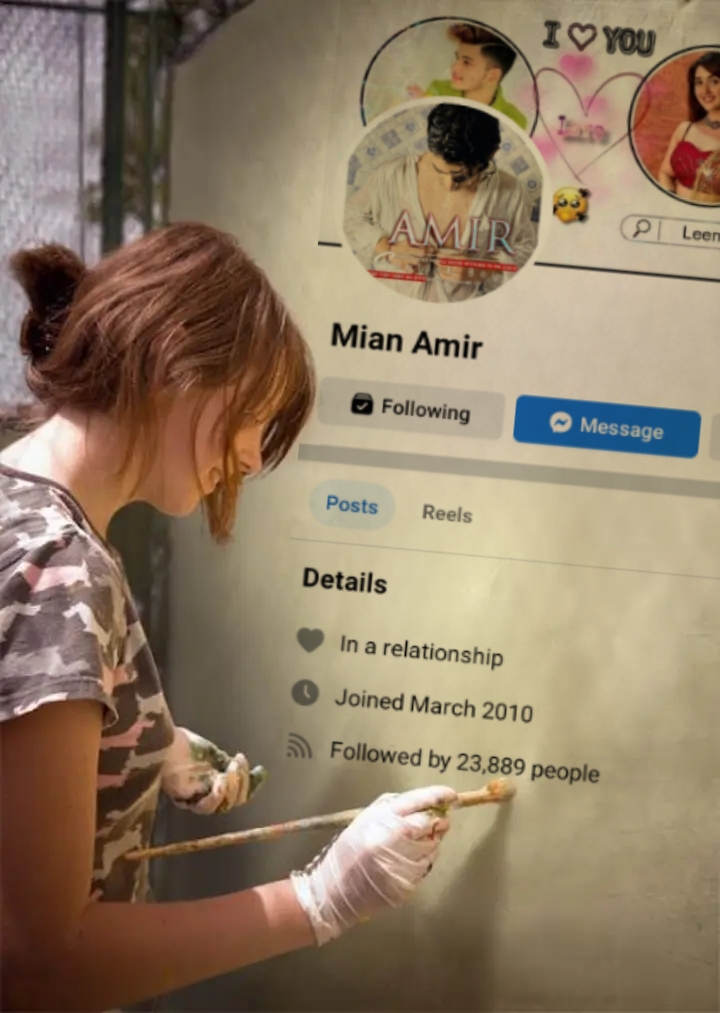 I YOU
AMIR
Leen
Mian Amir
Following
Message
Posts
Reels
Details
In a relationship
Joined March 2010
Followed by 23,889 people